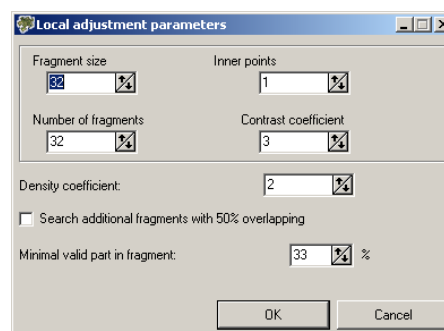 Local adjustment parameters
Fragment size Inner points
32 1
Number of fragments Contrast coefficient
32 3
Density coefficient: 2
Search additional fragments with 50% overlapping
Minimal valid part in fragment: 33 %
OK Cancel